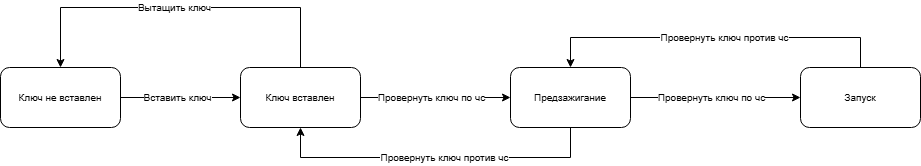 Вытащить ключ
Провернуть ключ против чс
Ключ не вставлен
Вставить ключ
Ключ вставлен
Провернуть ключ по чс
Предзажигание
Провернуть ключ по чс
Запуск
Провернуть ключ против чс